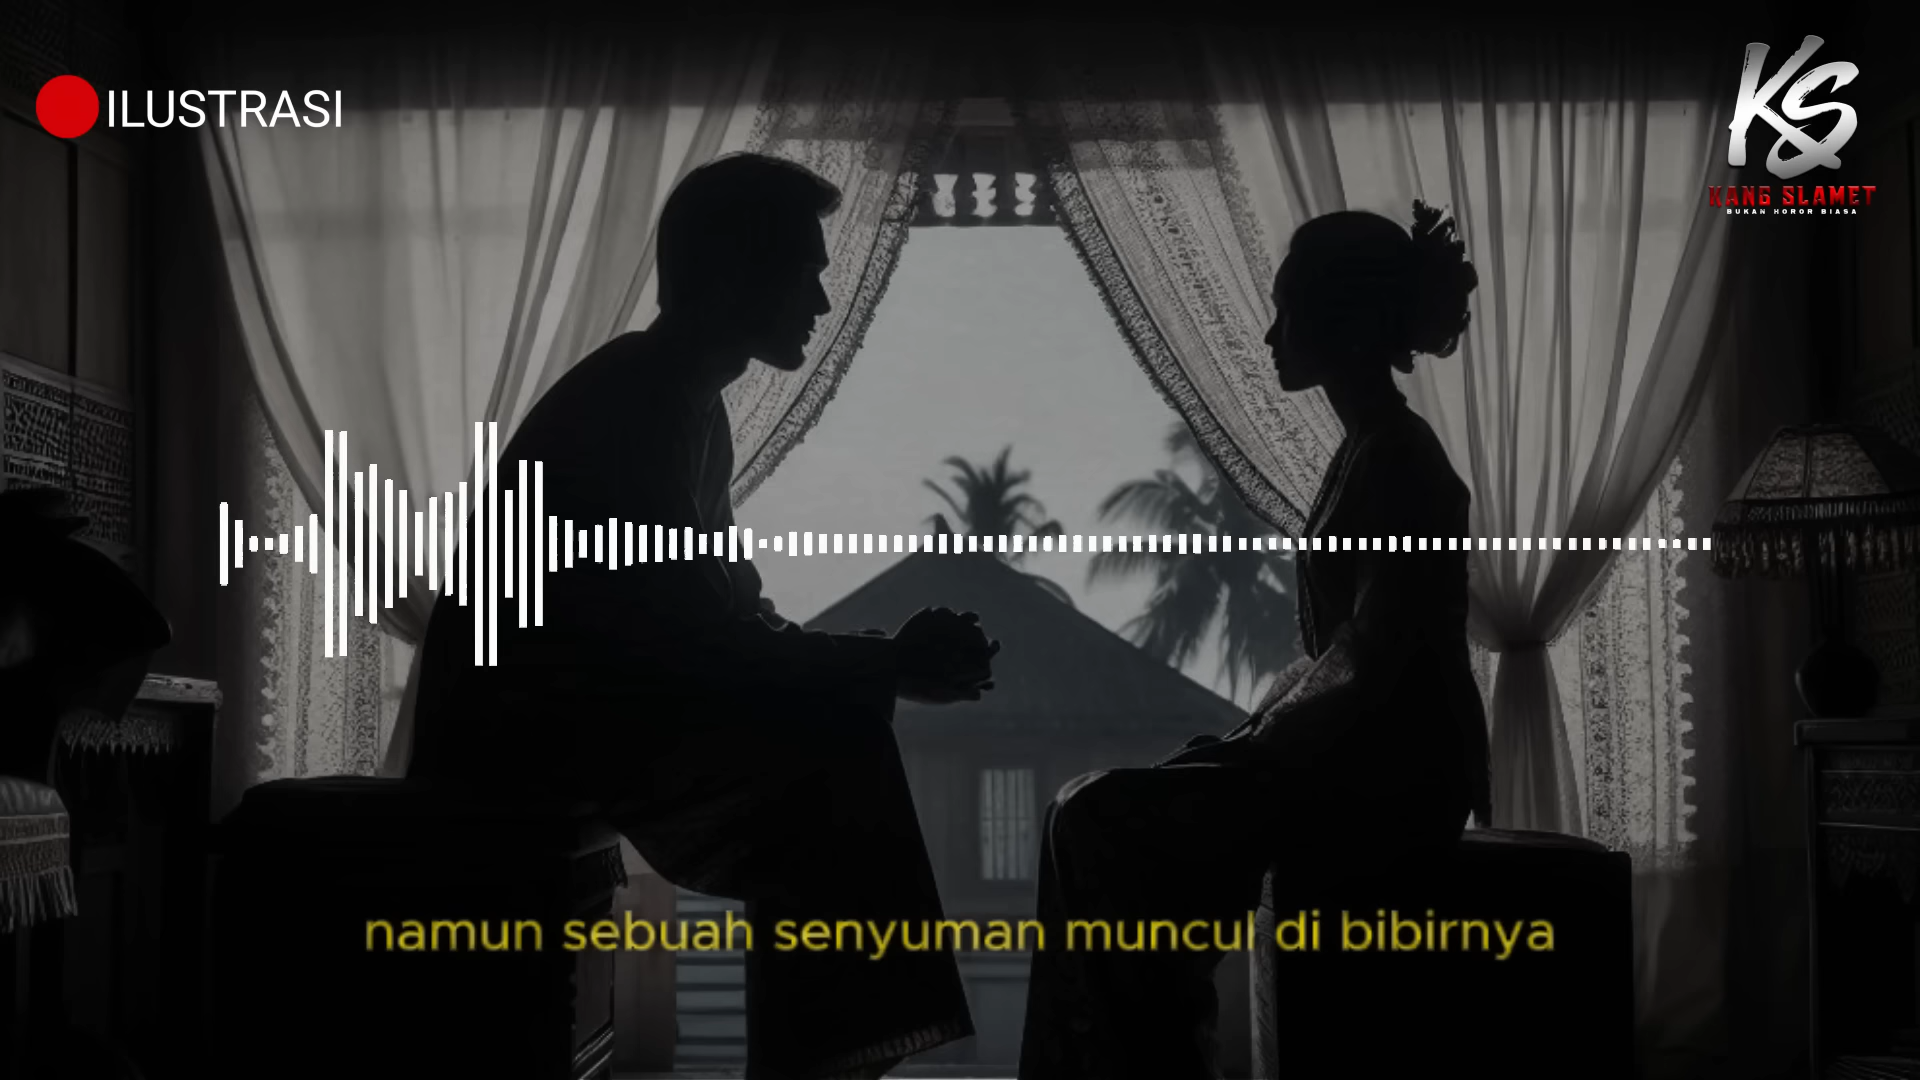 ILUSTRASI
KS
KANG SLAMET
BUKAN HOROR BIASA
namun sebuah senyuman muncul di bibirnya